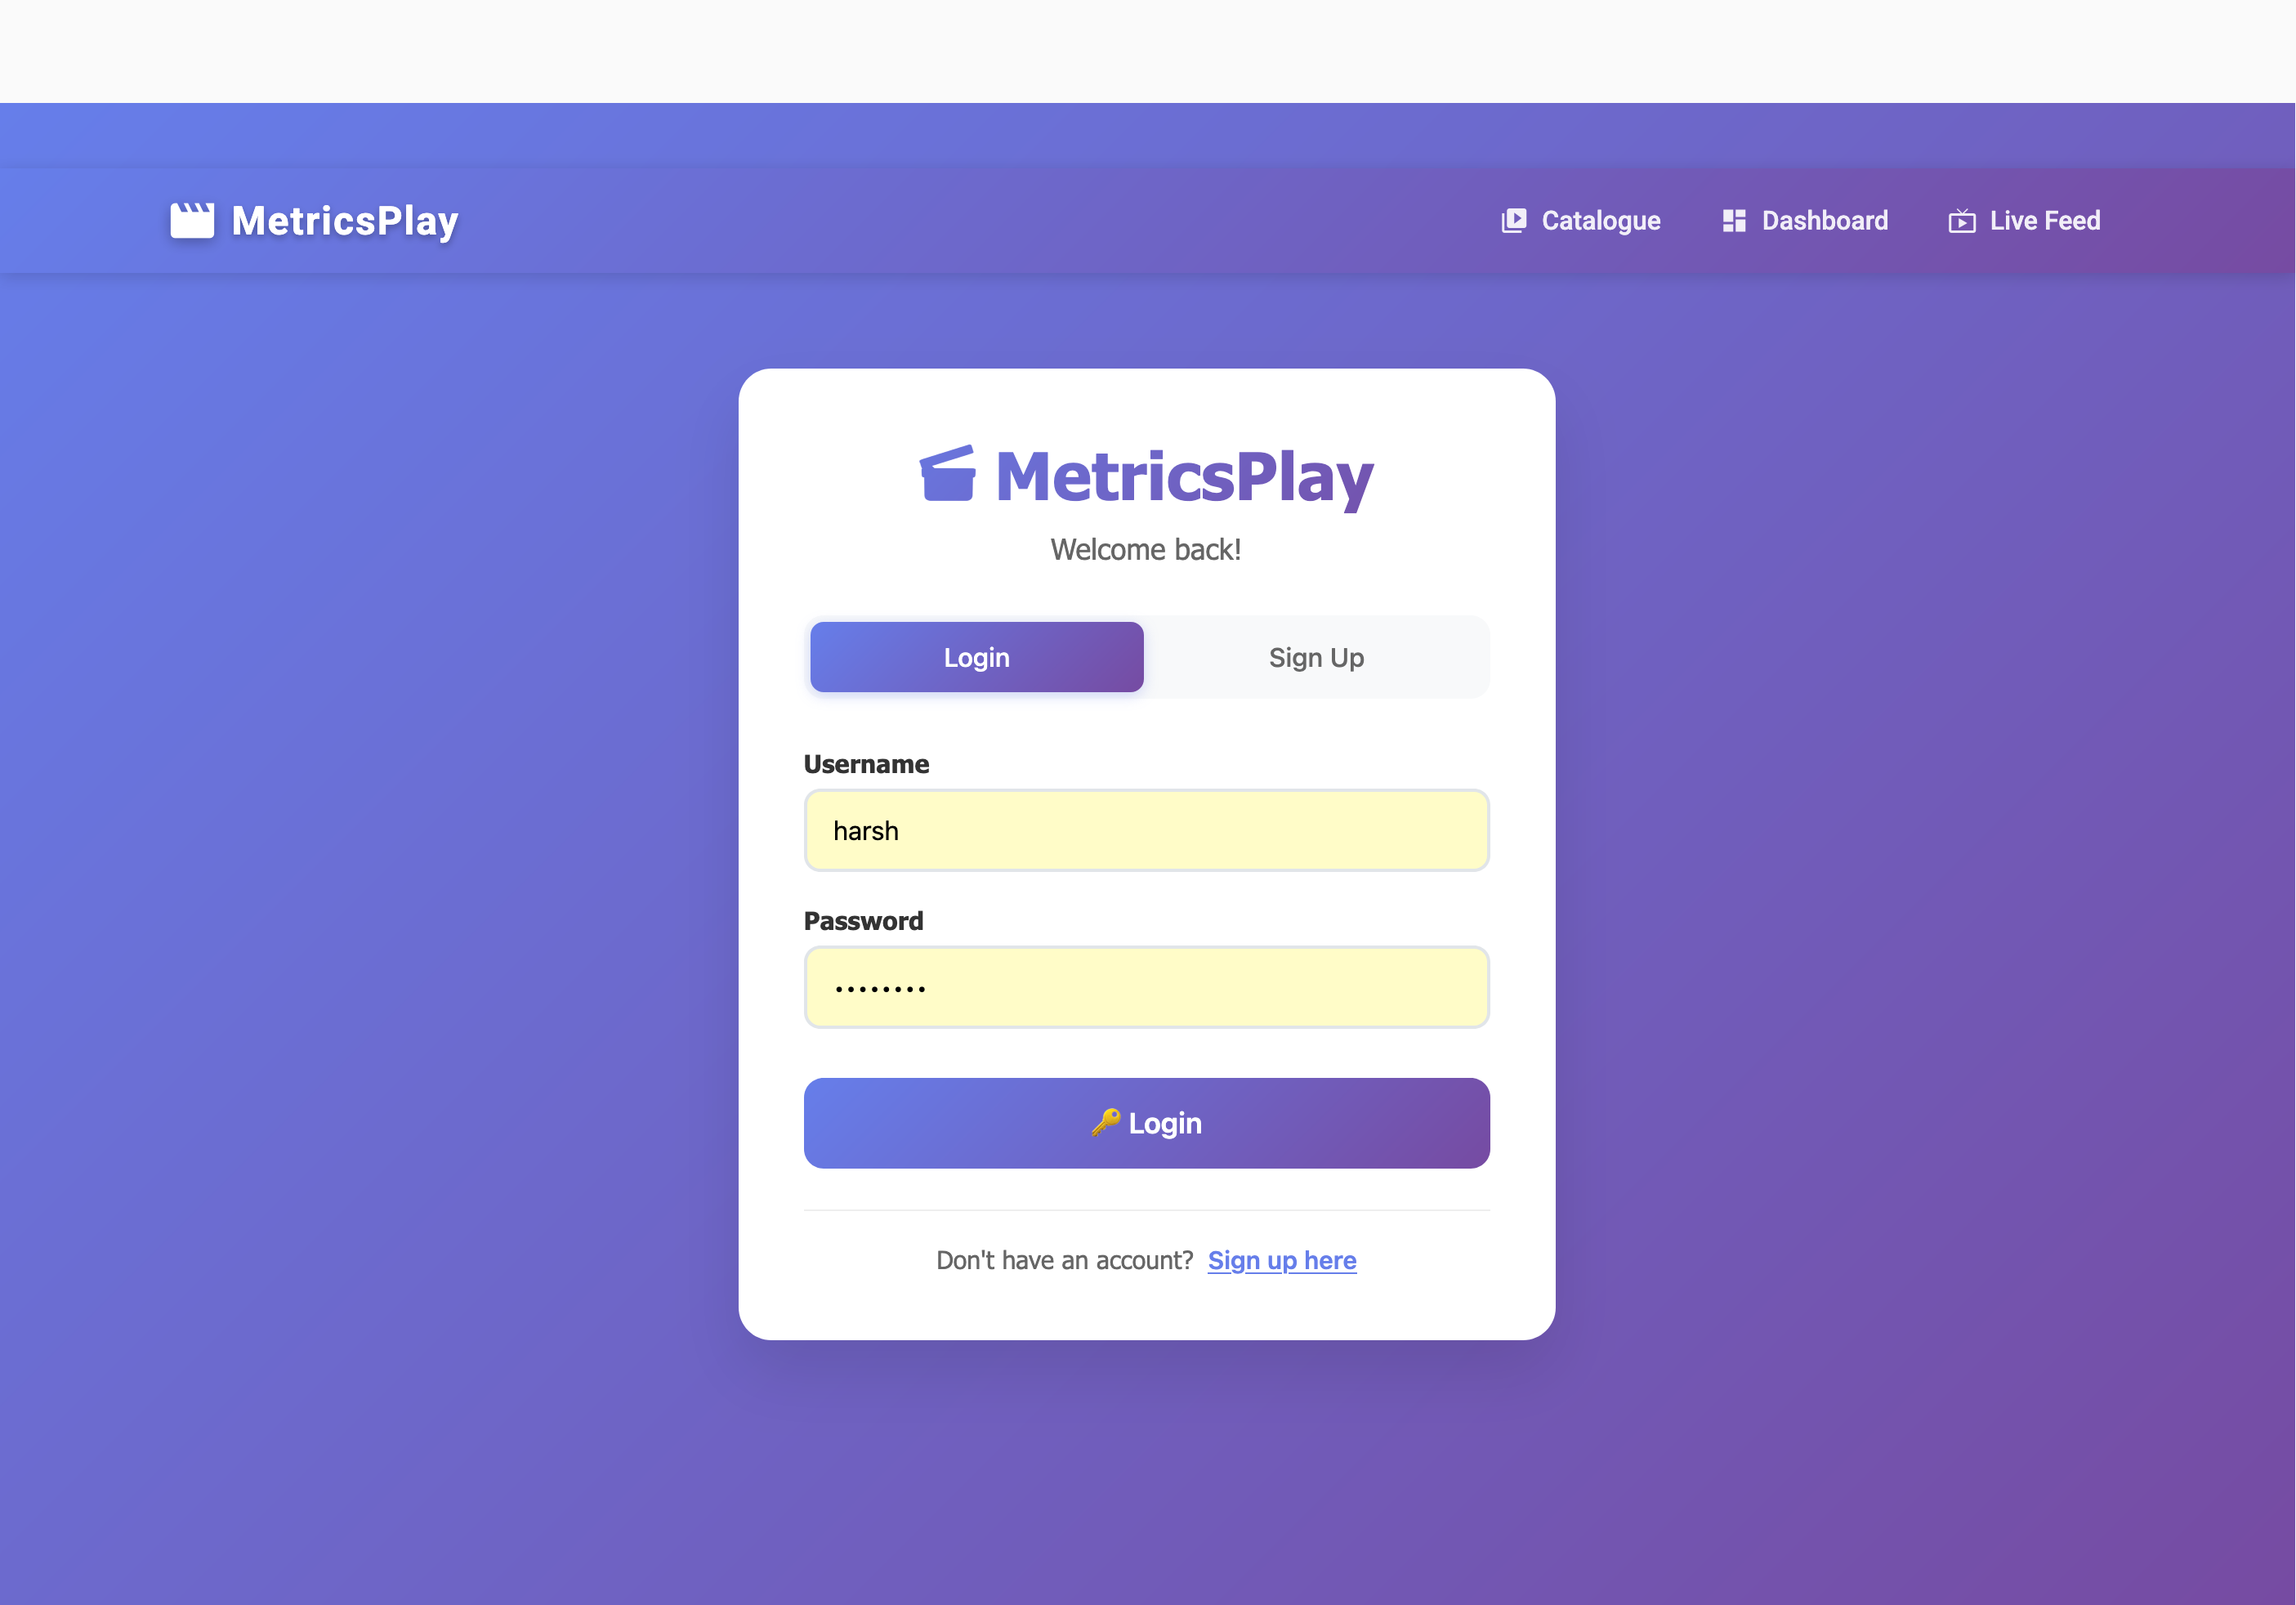 MetricsPlay
Catalogue Dashboard Live Feed
MetricsPlay
Welcome back!
Login Sign Up
Username
harsh
Password
••••••••
🔑 Login
Don't have an account? Sign up here